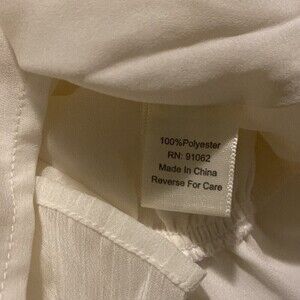 100%Polyester
RN: 91062
Made In China
Reverse For Care